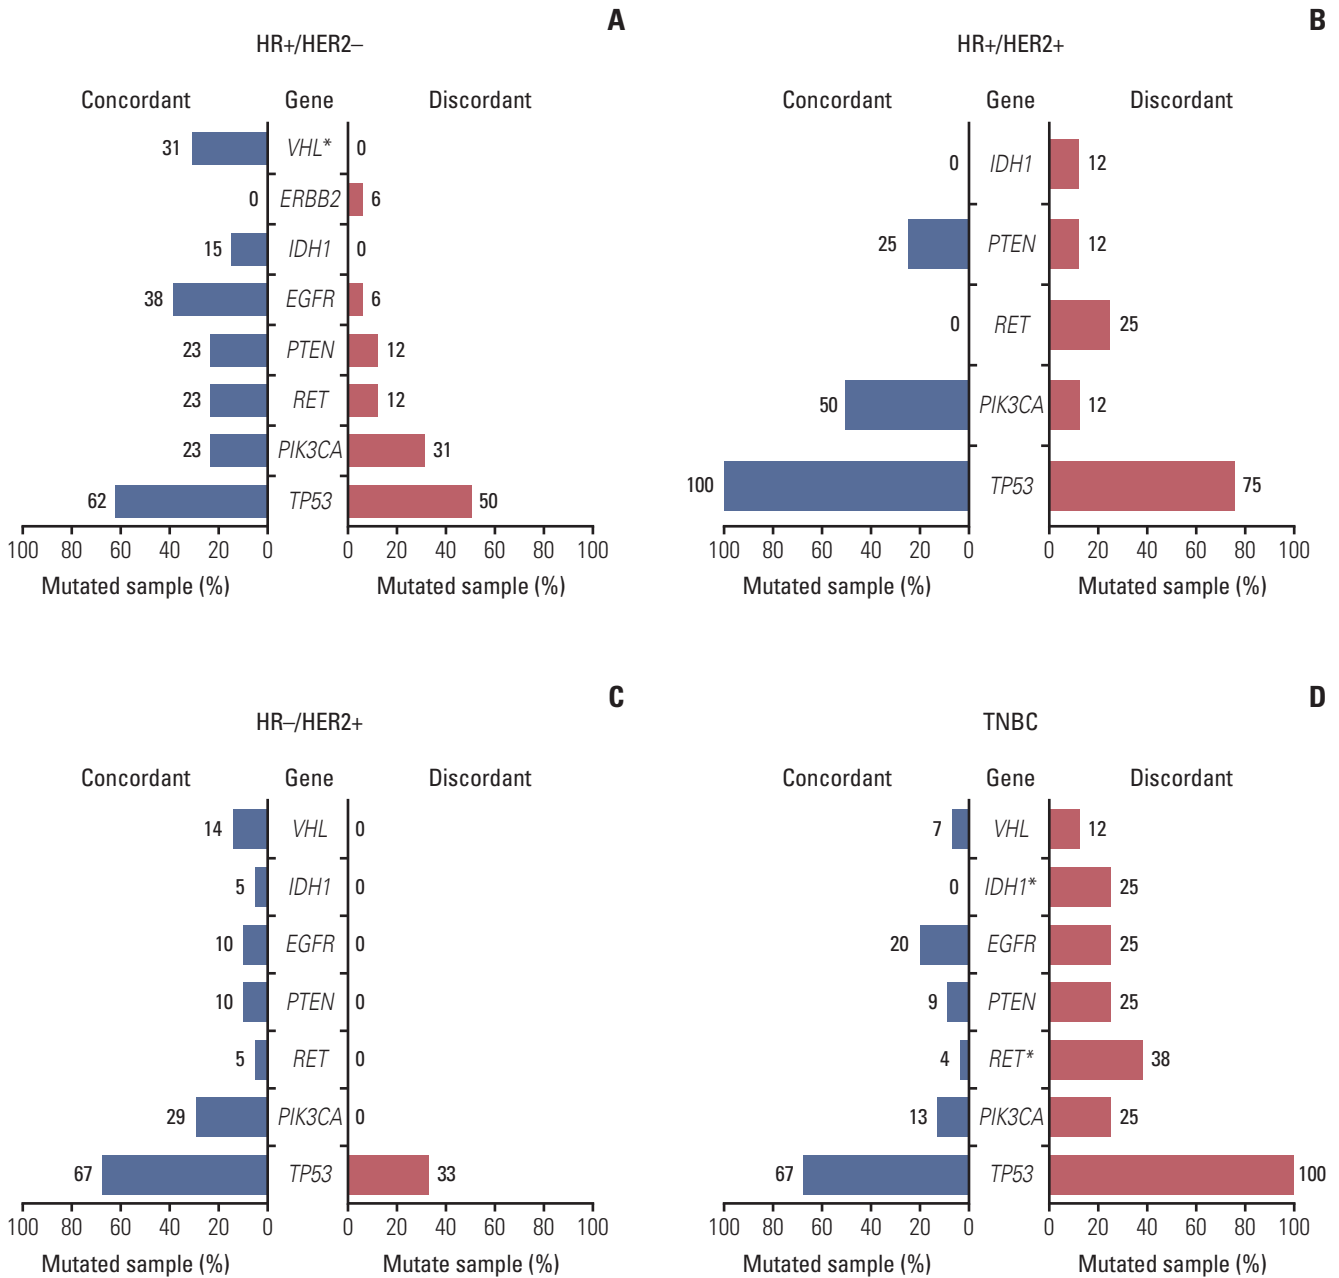 A
HR+/HER2–
Concordant Gene Discordant
31 VHL* 0
0 ERBB2 6
15 IDH1 0
38 EGFR 6
23 PTEN 12
23 RET 12
23 PIK3CA 31
62 TP53 50
100 80 60 40 20 0 0 20 40 60 80 100
Mutated sample (%) Mutated sample (%)
B
HR+/HER2+
Concordant Gene Discordant
0 IDH1 12
25 PTEN 12
0 RET 25
50 PIK3CA 12
100 TP53 75
100 80 60 40 20 0 0 20 40 60 80 100
Mutated sample (%) Mutated sample (%)
C
HR–/HER2+
Concordant Gene Discordant
14 VHL 0
5 IDH1 0
10 EGFR 0
10 PTEN 0
5 RET 0
29 PIK3CA 0
67 TP53 33
100 80 60 40 20 0 0 20 40 60 80 100
Mutated sample (%) Mutate sample (%)
D
TNBC
Concordant Gene Discordant
7 VHL 12
0 IDH1* 25
20 EGFR 25
9 PTEN 25
4 RET* 38
13 PIK3CA 25
67 TP53 100
100 80 60 40 20 0 0 20 40 60 80 100
Mutated sample (%) Mutated sample (%)